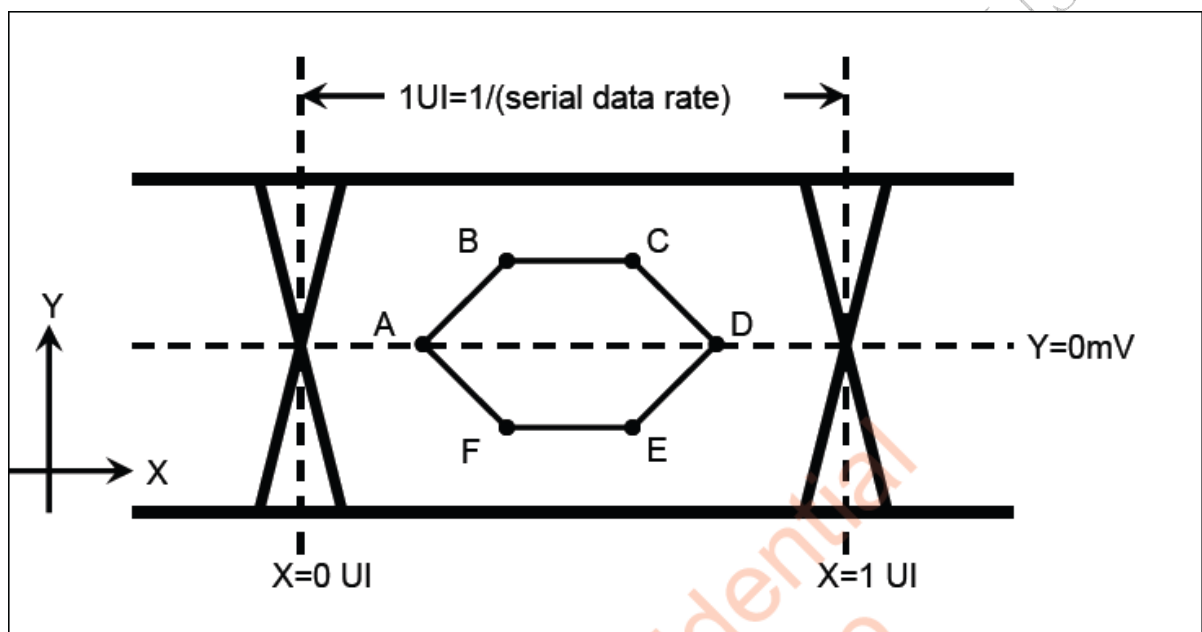 1UI=1/(serial data rate)
B
C
Y
A
D
Y=0mV
F
E
X
X=0 UI
X=1 UI